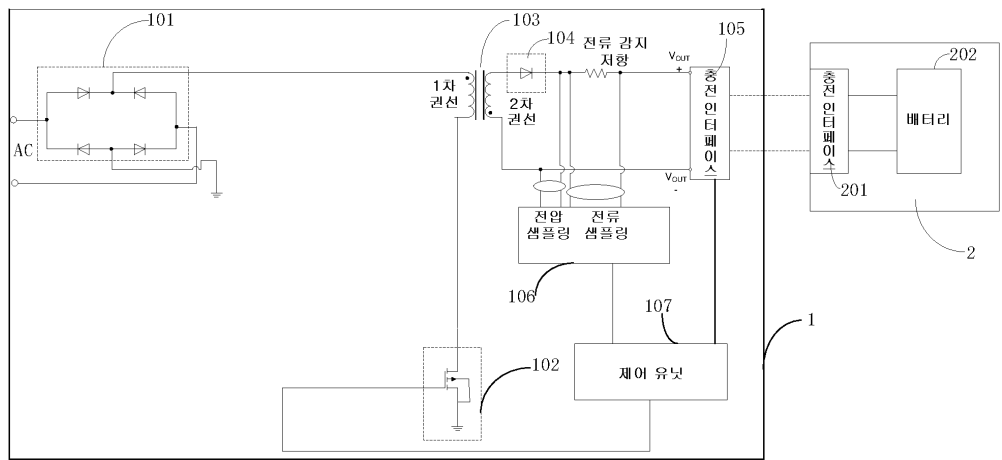 101
AC
103
1차
권선
2차
권선
104
전류 감지
저항
V_OUT
+
105
충전 인터페이스
V_OUT
-
전압
샘플링
전류
샘플링
106
107
제어 유닛
102
1
충전 인터페이스
201
202
배터리
2